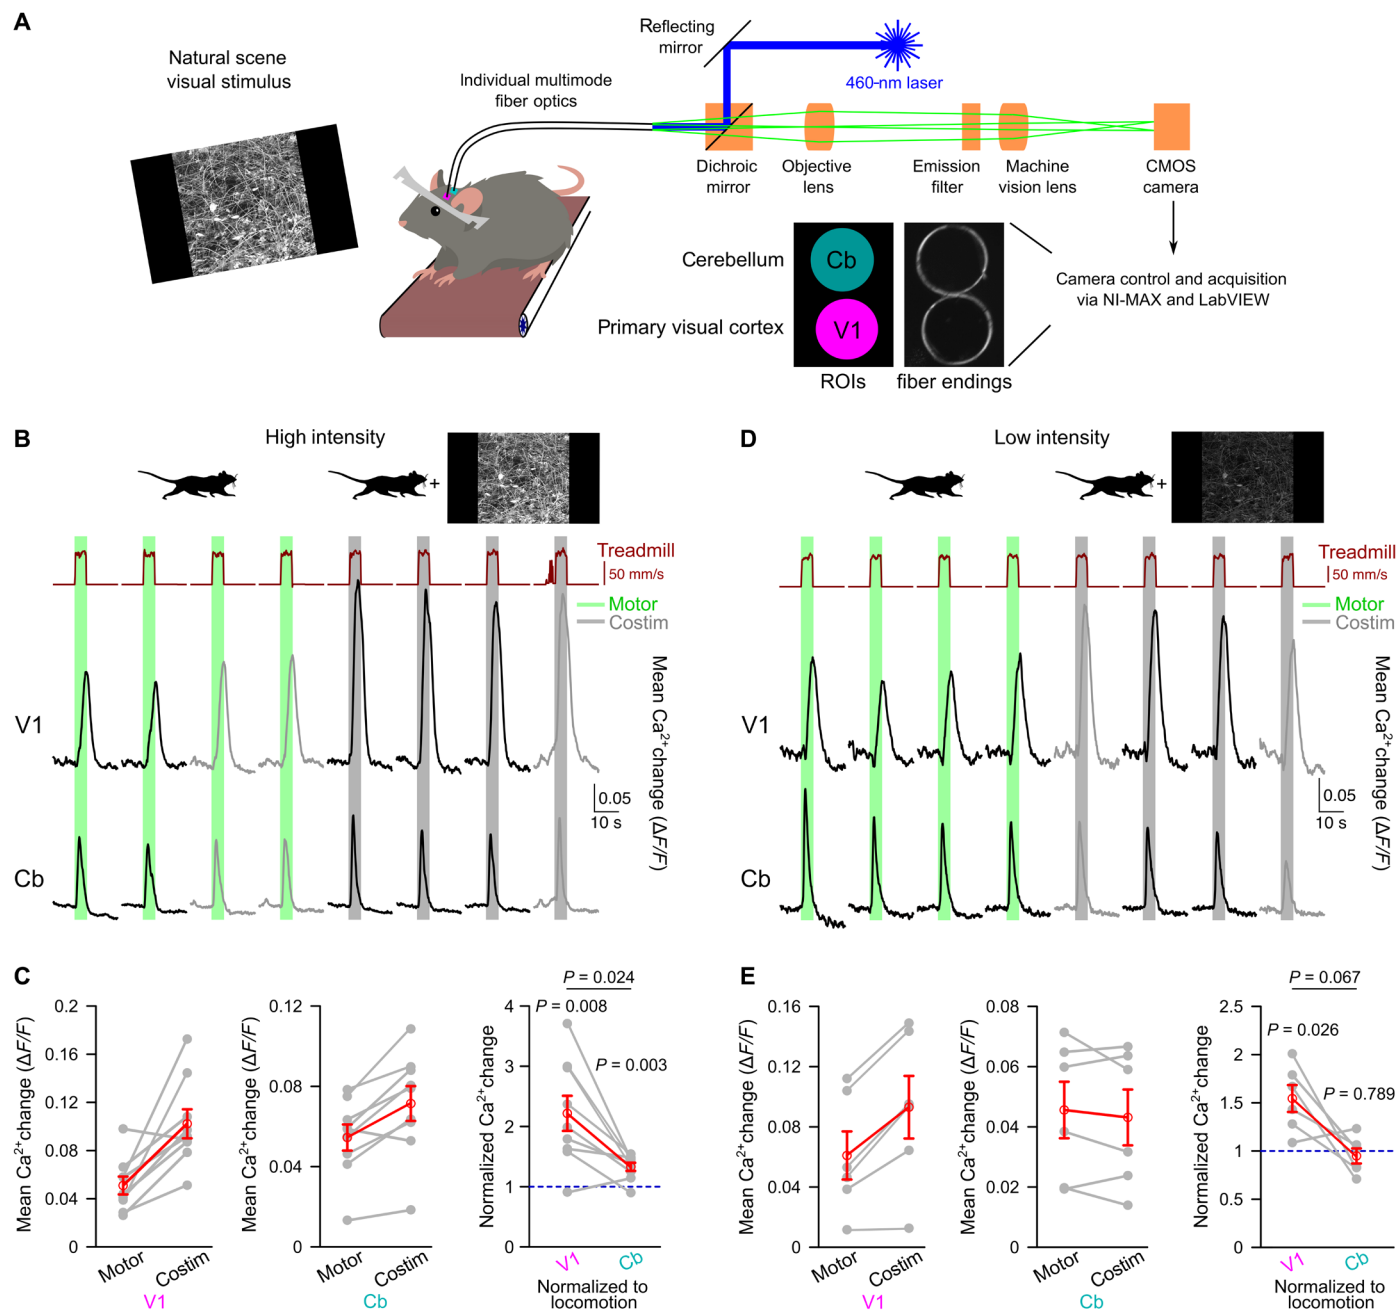 A
Natural scene
visual stimulus
Individual multimode
fiber optics
Reflecting
mirror
460-nm laser
Dichroic
mirror
Objective
lens
Emission
filter
Machine
vision lens
CMOS
camera
Cerebellum
Cb
Primary visual cortex
V1
ROIs
fiber endings
Camera control and acquisition
via NI-MAX and LabVIEW
B
High intensity
+
Treadmill
50 mm/s
Motor
Costim
V1
Cb
0.05
10 s
Mean Ca²⁺change (ΔF/F)
D
Low intensity
+
Treadmill
50 mm/s
Motor
Costim
V1
Cb
0.05
10 s
Mean Ca²⁺change (ΔF/F)
C
Mean Ca²⁺change (ΔF/F)
0.2
0.16
0.12
0.08
0.04
0
Motor
Costim
V1
Mean Ca²⁺change (ΔF/F)
0.12
0.08
0.04
0
Motor
Costim
Cb
P = 0.024
P = 0.008
P = 0.003
Normalized Ca²⁺change
4
3
2
1
0
V1
Cb
Normalized to
locomotion
E
Mean Ca²⁺change (ΔF/F)
0.16
0.12
0.08
0.04
0
Motor
Costim
V1
Mean Ca²⁺change (ΔF/F)
0.08
0.06
0.04
0.02
0
Motor
Costim
Cb
P = 0.067
P = 0.026
P = 0.789
Normalized Ca²⁺change
2.5
2
1.5
1
0.5
0
V1
Cb
Normalized to
locomotion